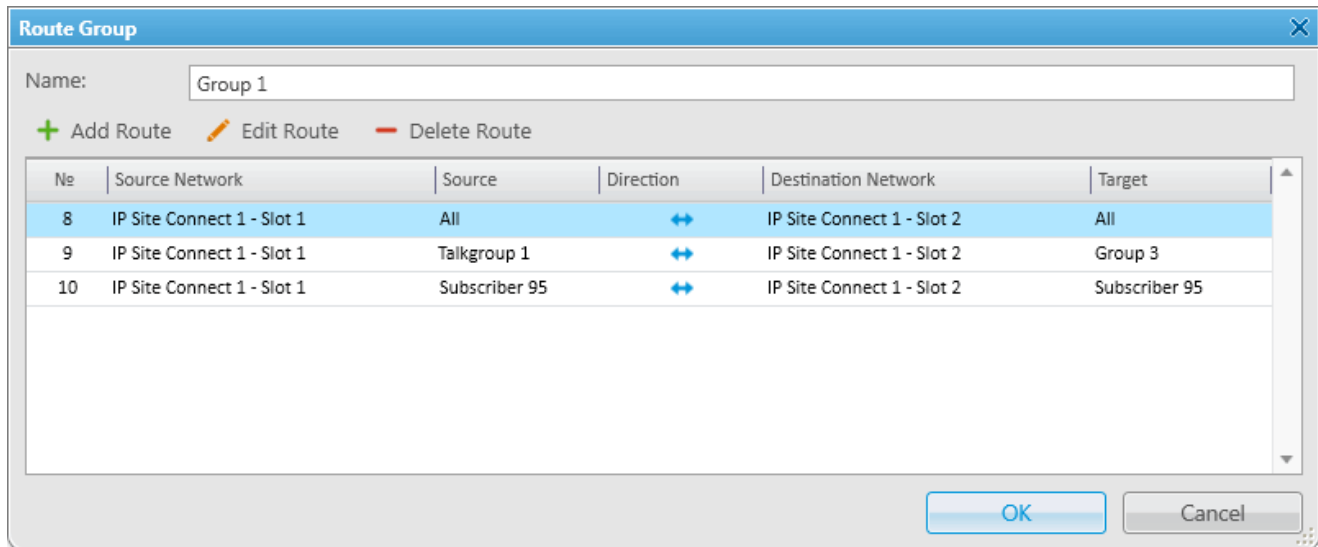 Route Group
Name: Group 1
Add Route Edit Route Delete Route
№ Source Network Source Direction Destination Network Target
8 IP Site Connect 1 - Slot 1 All IP Site Connect 1 - Slot 2 All
9 IP Site Connect 1 - Slot 1 Talkgroup 1 IP Site Connect 1 - Slot 2 Group 3
10 IP Site Connect 1 - Slot 1 Subscriber 95 IP Site Connect 1 - Slot 2 Subscriber 95
OK Cancel